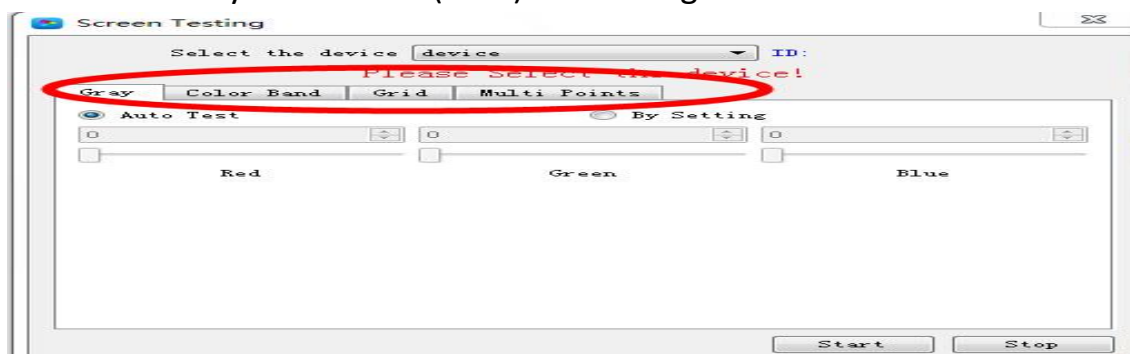 Screen Testing
Select the device device ID:
Please Select the device!
Gray Color Band Grid Multi Points
Auto Test By Setting
0 0 0
Red Green Blue
Start Stop